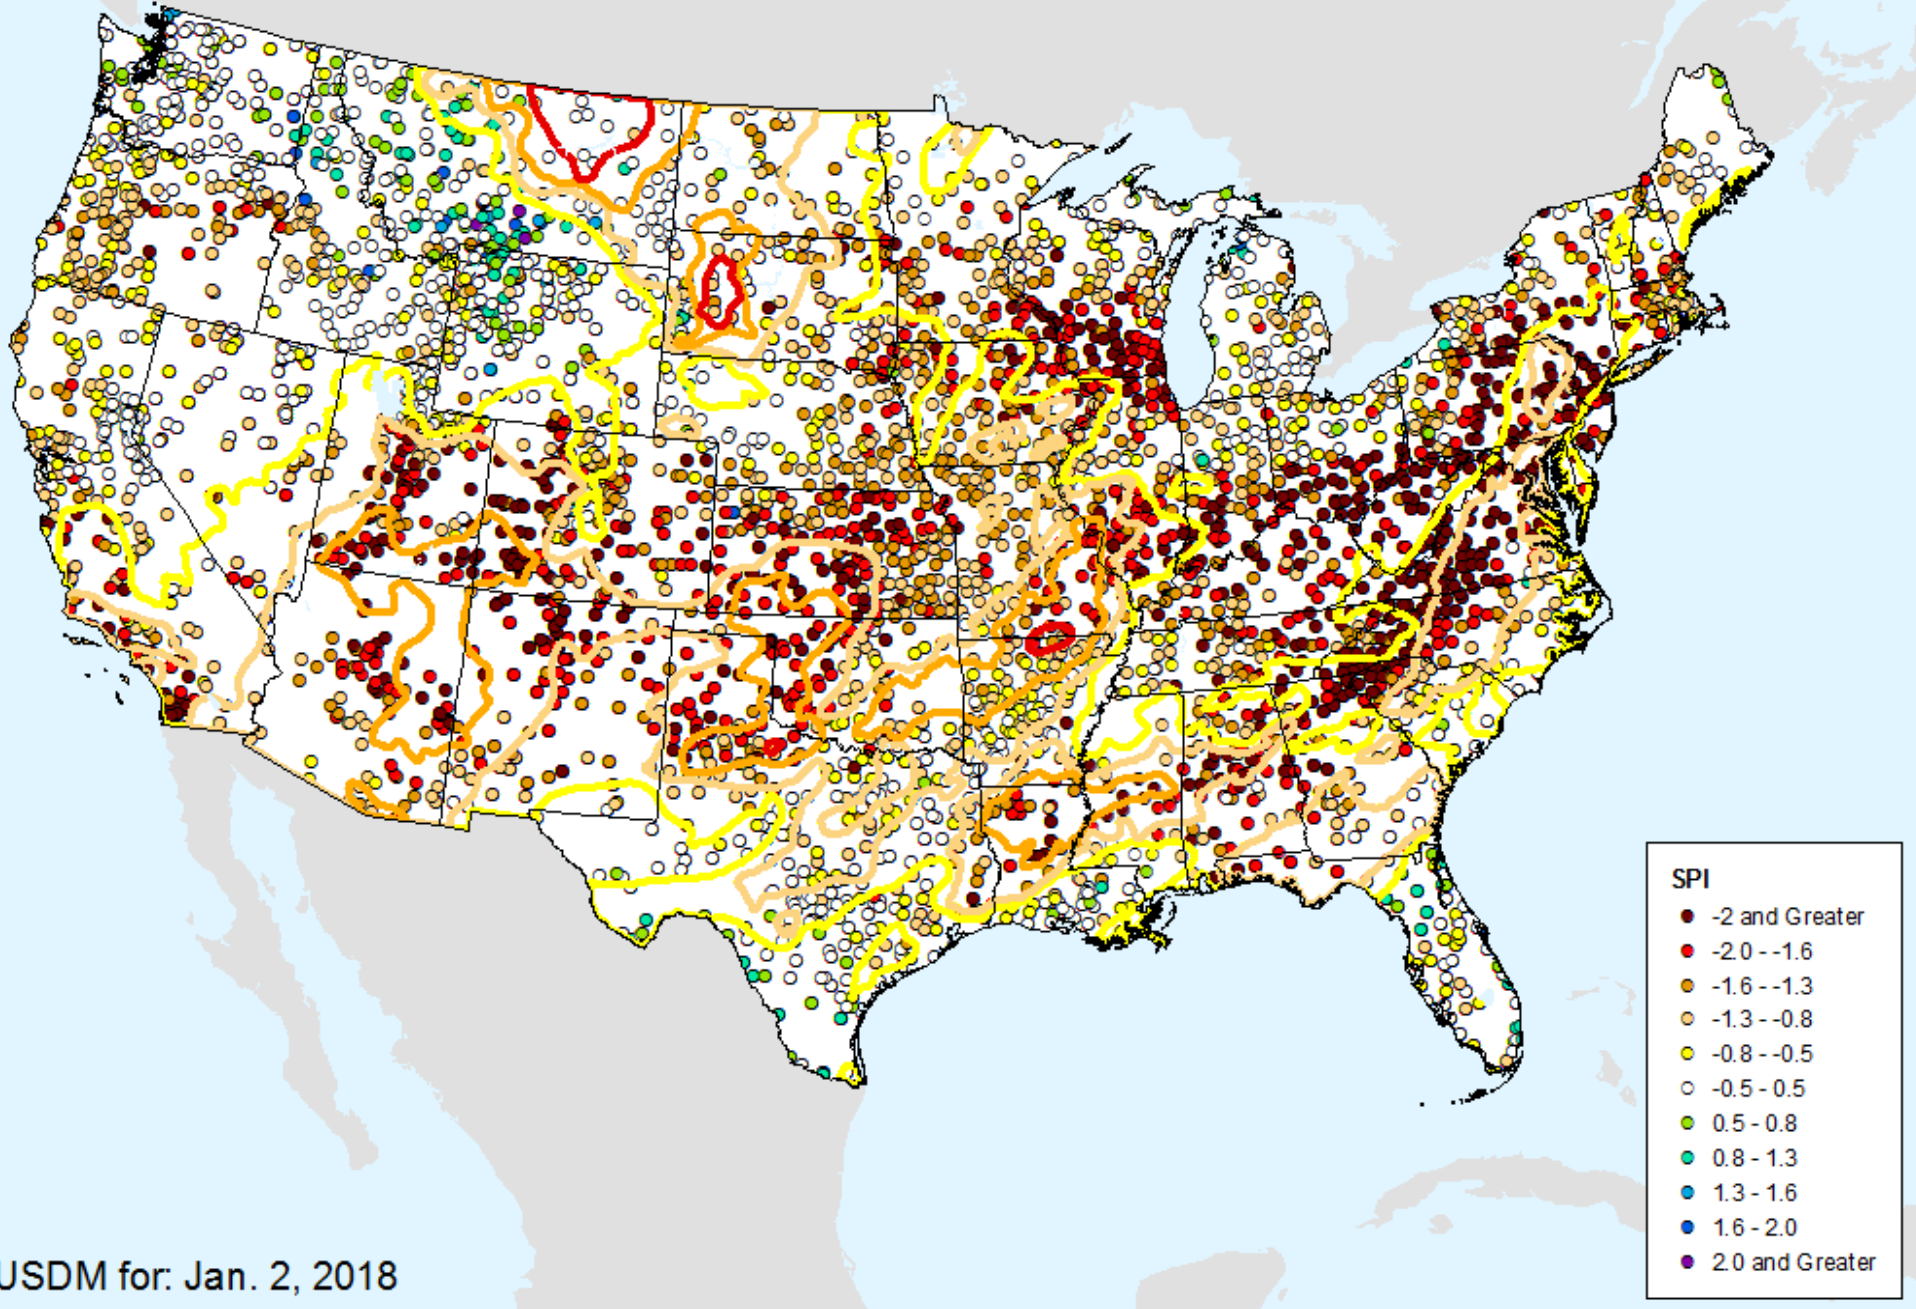 SPI
-2 and Greater
-2.0 - -1.6
-1.6 - -1.3
-1.3 - -0.8
-0.8 - -0.5
-0.5 - 0.5
0.5 - 0.8
0.8 - 1.3
1.3 - 1.6
1.6 - 2.0
2.0 and Greater
USDM for: Jan. 2, 2018